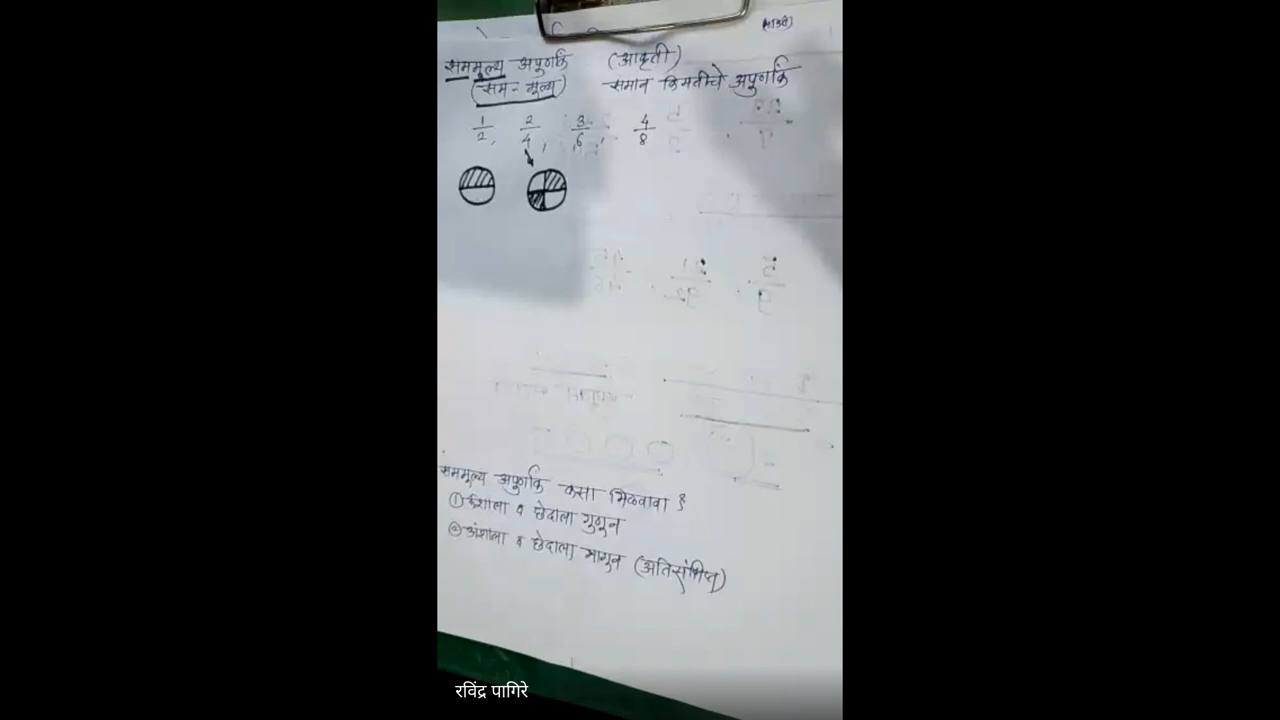 सममूल्य अपूर्णांक (आकृती)
(सम - मूल्य) समान किमतीचे अपूर्णांक
1/2, 2/4, 3/6, 4/8
सममूल्य अपूर्णांक कसा मिळवावा ?
① अंशाला व छेदाला गुणून
② अंशाला व छेदाला भागून (अतिसंक्षिप्त)
रविंद्र पागिरे